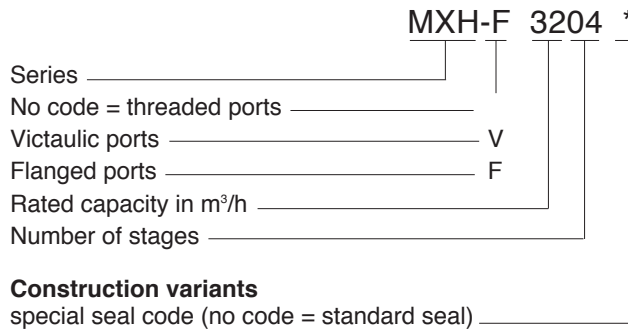 MXH-F 3204 *
Series
No code = threaded ports
Victaulic ports V
Flanged ports F
Rated capacity in m³/h
Number of stages
Construction variants
special seal code (no code = standard seal)